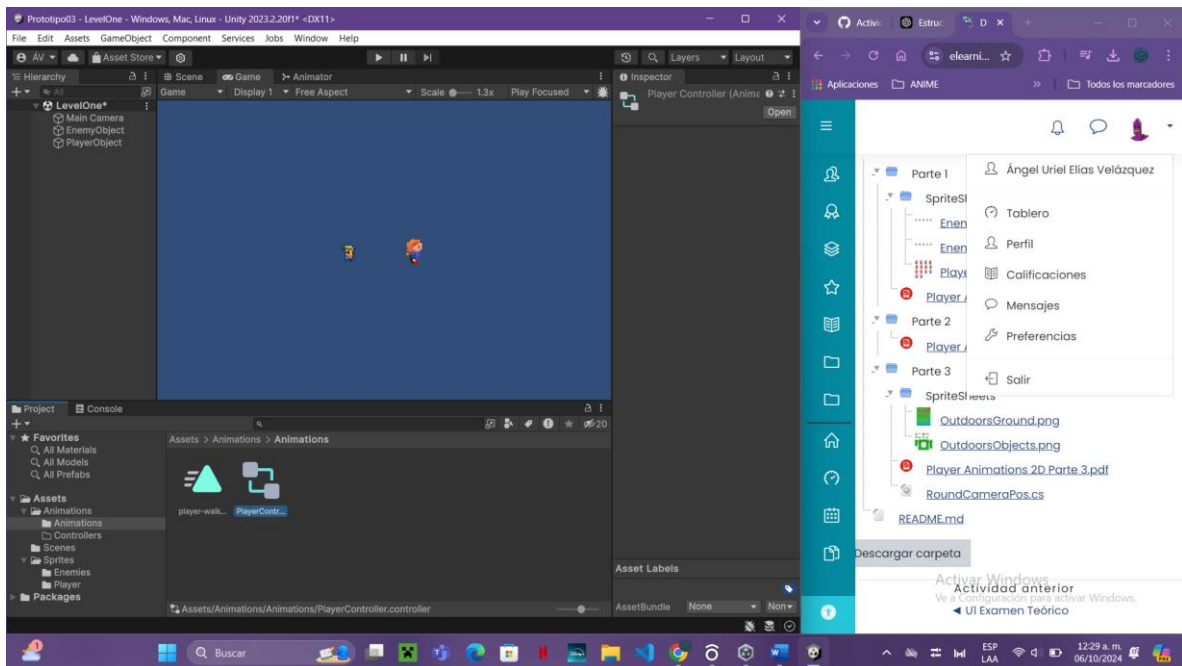 Prototipo03 - LevelOne - Windows, Mac, Linux - Unity 2023.2.20f1* <DX11>
File Edit Assets GameObject Component Services Jobs Window Help
ÁV Asset Store Layers Layout
Hierarchy
All
LevelOne*
Main Camera
EnemyObject
PlayerObject
Scene Game Animator
Game Display 1 Free Aspect Scale 1.3x Play Focused
Inspector
Player Controller (Anima
Open
Project Console
20
Favorites
All Materials
All Models
All Prefabs
Assets
Animations
Animations
Controllers
Scenes
Sprites
Enemies
Player
Packages
Assets > Animations > Animations
player-walk... PlayerContr...
Assets/Animations/Animations/PlayerController.controller
Asset Labels
AssetBundle None Non
Activic Estruc D
elearni...
Aplicaciones ANIME » Todos los marcadores
Ángel Uriel Elías Velázquez
Tablero
Perfil
Calificaciones
Mensajes
Preferencias
Salir
Parte 1
SpriteSh
Enen
Enen
Playe
Player A
Parte 2
Player A
Parte 3
SpriteSheets
OutdoorsGround.png
OutdoorsObjects.png
Player Animations 2D Parte 3.pdf
RoundCameraPos.cs
README.md
Descargar carpeta
Activar Windows
Ve a Configuración para activar Windows.
Actividad anterior
◄ U1 Examen Teórico
1
Buscar
ESP
LAA
12:29 a. m.
06/10/2024